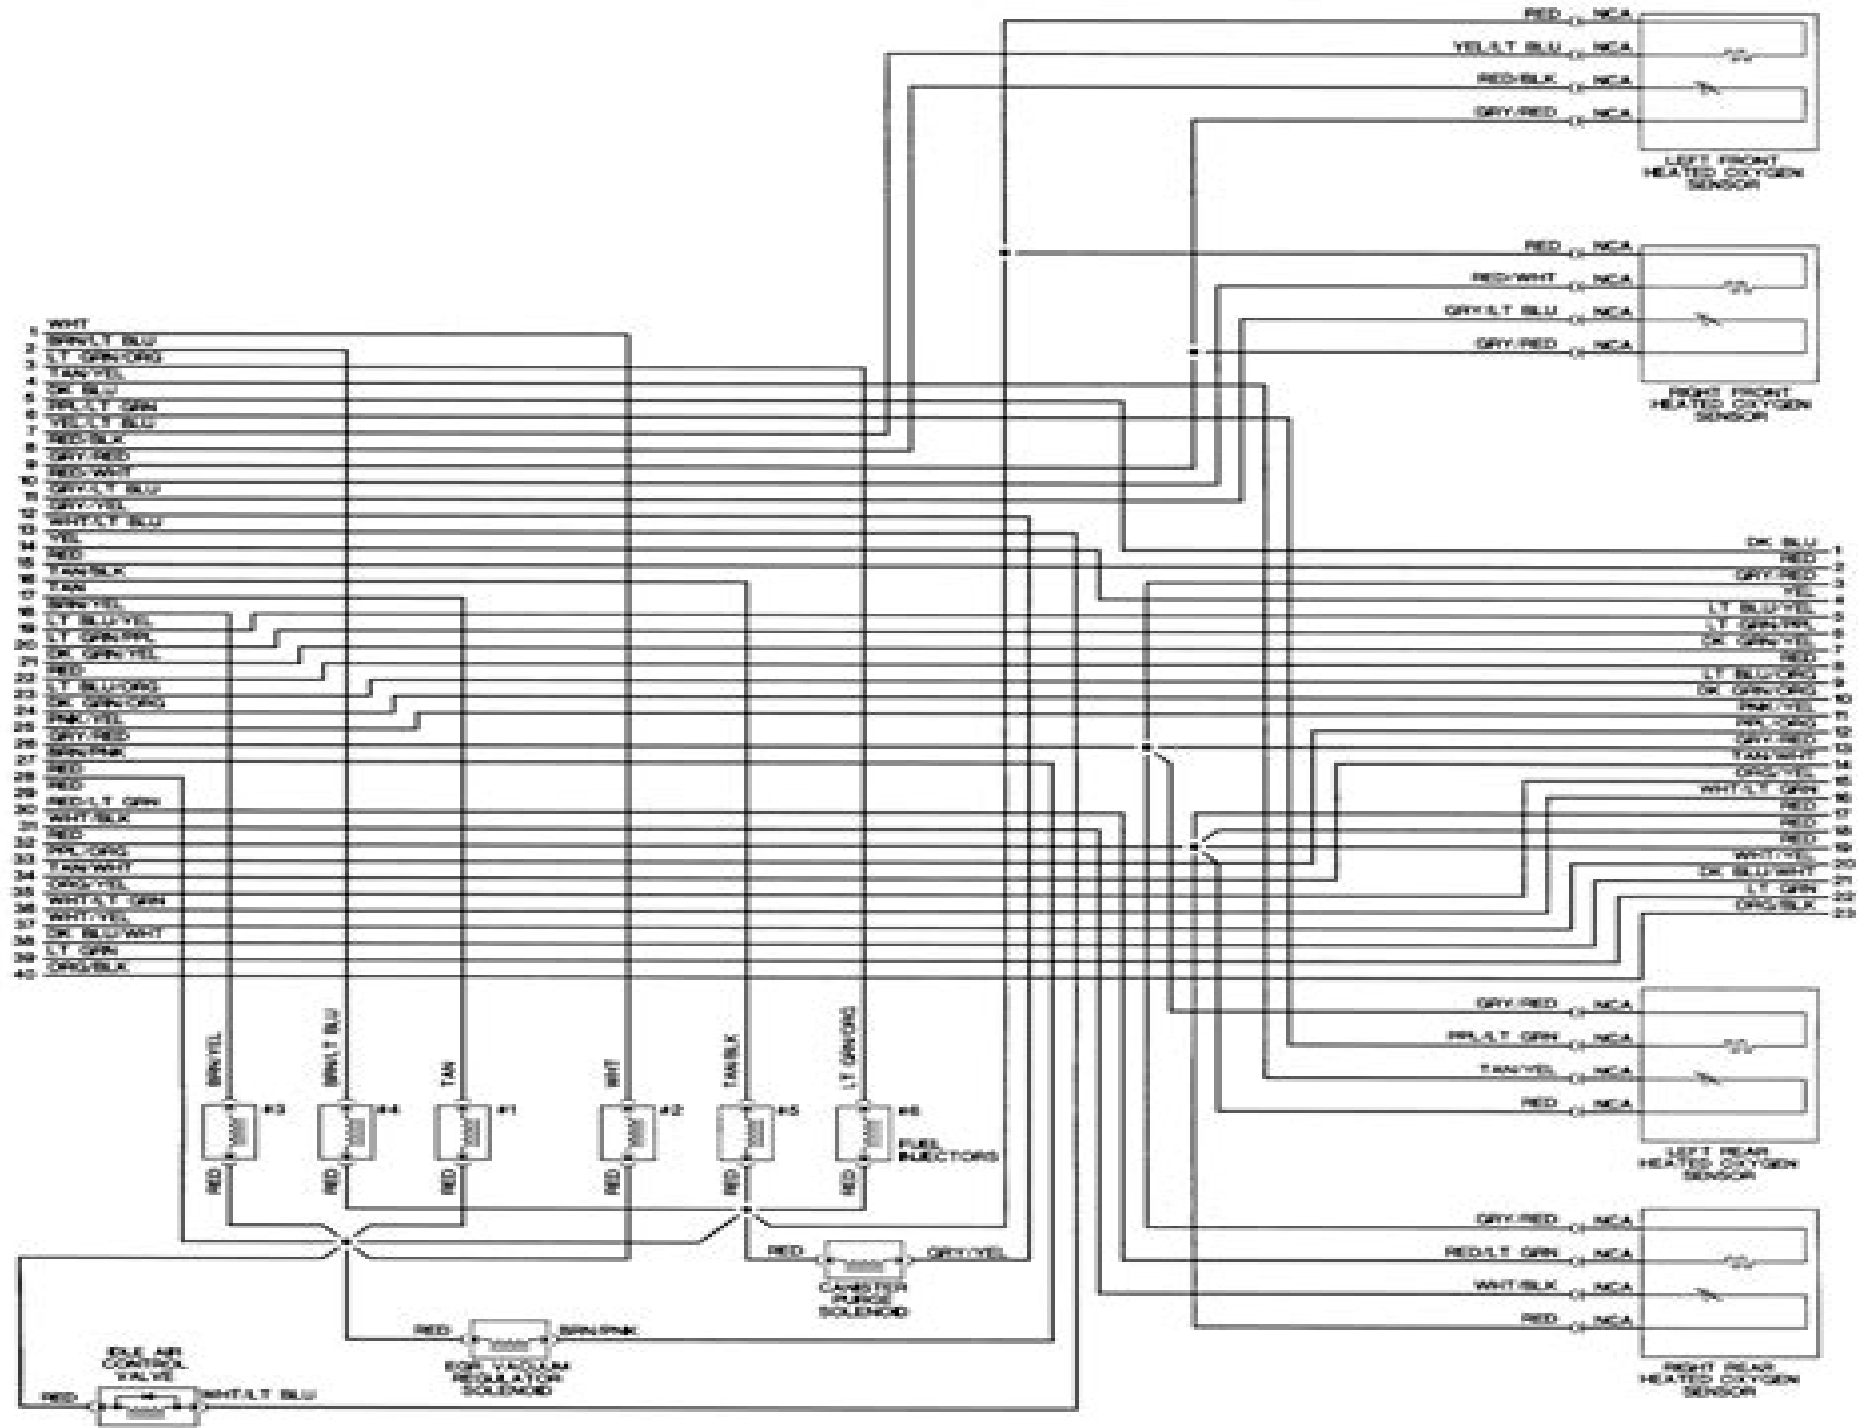 RED NCA
YEL/LT BLU NCA
RED/BLK NCA
GRY/RED NCA
LEFT FRONT
HEATED OXYGEN
SENSOR
RED NCA
RED/WHT NCA
GRY/LT BLU NCA
GRY/RED NCA
RIGHT FRONT
HEATED OXYGEN
SENSOR
1 WHT
2 BRN/LT BLU
3 LT GRN/ORG
4 TAN/YEL
5 DK BLU
6 PPL/LT GRN
7 YEL/LT BLU
8 RED/BLK
9 GRY/RED
10 RED/WHT
11 GRY/LT BLU
12 GRY/YEL
13 WHT/LT BLU
14 YEL
15 RED
16 TAN/BLK
17 TAN
18 BRN/YEL
19 LT BLU/YEL
20 LT GRN/PPL
21 DK GRN/YEL
22 RED
23 LT BLU/ORG
24 DK GRN/ORG
25 PNK/YEL
26 GRY/RED
27 BRN/PNK
28 RED
29 RED
30 RED/LT GRN
31 WHT/BLK
32 RED
33 PPL/ORG
34 TAN/WHT
35 ORG/YEL
36 WHT/LT GRN
37 WHT/YEL
38 DK BLU/WHT
39 LT GRN
40 ORG/BLK
DK BLU 1
RED 2
GRY/RED 3
YEL 4
LT BLU/YEL 5
LT GRN/PPL 6
DK GRN/YEL 7
RED 8
LT BLU/ORG 9
DK GRN/ORG 10
PNK/YEL 11
PPL/ORG 12
GRY/RED 13
TAN/WHT 14
ORG/YEL 15
WHT/LT GRN 16
RED 17
RED 18
RED 19
WHT/YEL 20
DK BLU/WHT 21
LT GRN 22
ORG/BLK 23
BRN/YEL
BRN/LT BLU
TAN
WHT
TAN/BLK
LT GRN/ORG
#3
#4
#1
#2
#5
#6
FUEL
INJECTORS
RED
RED
RED
RED
RED
RED
GRY/RED NCA
PPL/LT GRN NCA
TAN/YEL NCA
RED NCA
LEFT REAR
HEATED OXYGEN
SENSOR
GRY/RED NCA
RED/LT GRN NCA
WHT/BLK NCA
RED NCA
RIGHT REAR
HEATED OXYGEN
SENSOR
RED GRY/YEL
CANISTER
PURGE
SOLENOID
RED BRN/PNK
EGR VACUUM
REGULATOR
SOLENOID
IDLE AIR
CONTROL
VALVE
RED WHT/LT BLU